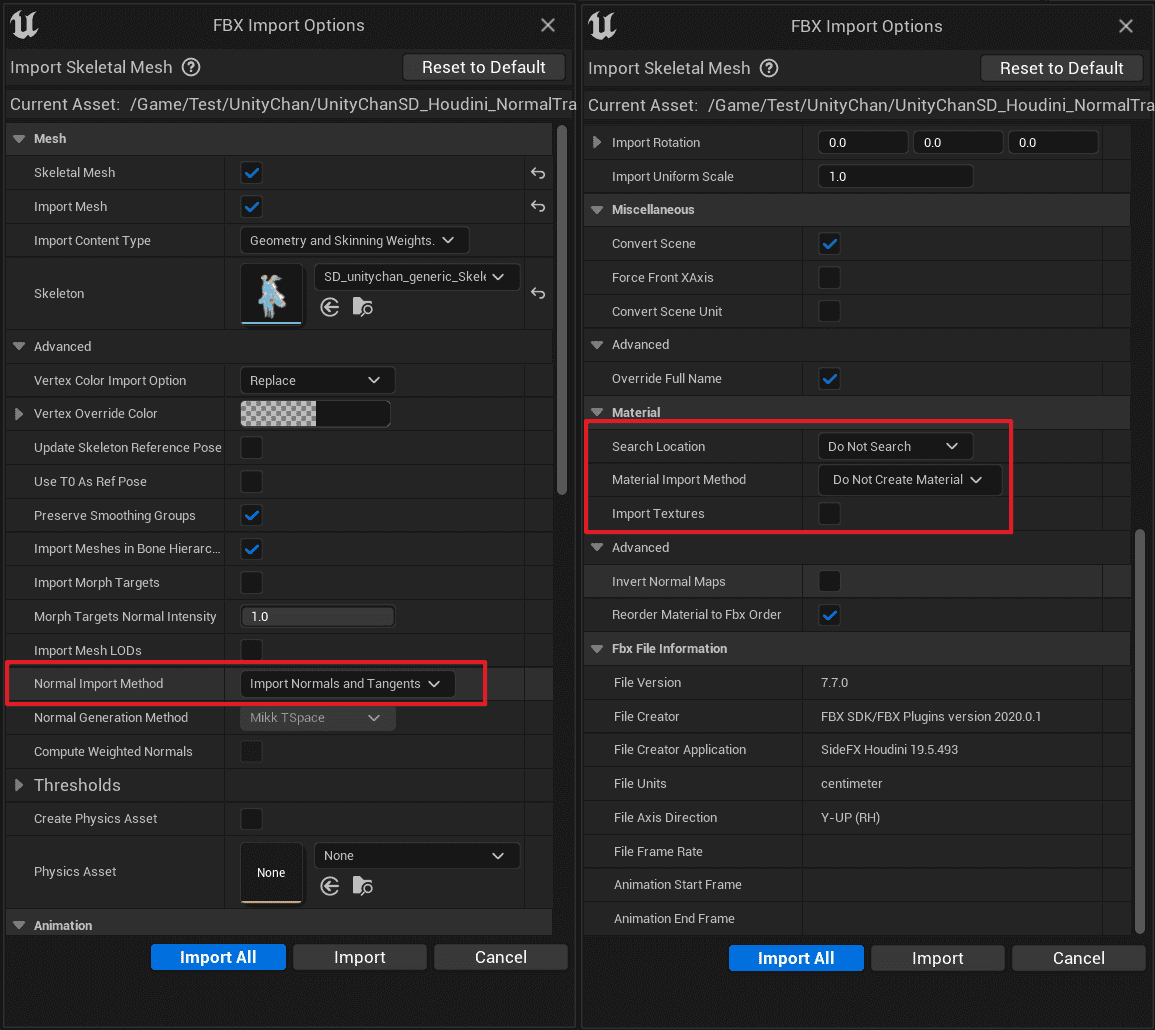 FBX Import Options
Import Skeletal Mesh
Reset to Default
Current Asset: /Game/Test/UnityChan/UnityChanSD_Houdini_NormalTra
Mesh
Skeletal Mesh
Import Mesh
Import Content Type Geometry and Skinning Weights.
Skeleton SD_unitychan_generic_Skele
Advanced
Vertex Color Import Option Replace
Vertex Override Color
Update Skeleton Reference Pose
Use T0 As Ref Pose
Preserve Smoothing Groups
Import Meshes in Bone Hierarc...
Import Morph Targets
Morph Targets Normal Intensity 1.0
Import Mesh LODs
Normal Import Method Import Normals and Tangents
Normal Generation Method Mikk TSpace
Compute Weighted Normals
Thresholds
Create Physics Asset
Physics Asset None None
Animation
Import All Import Cancel
FBX Import Options
Import Skeletal Mesh
Reset to Default
Current Asset: /Game/Test/UnityChan/UnityChanSD_Houdini_NormalTra
Import Rotation 0.0 0.0 0.0
Import Uniform Scale 1.0
Miscellaneous
Convert Scene
Force Front XAxis
Convert Scene Unit
Advanced
Override Full Name
Material
Search Location Do Not Search
Material Import Method Do Not Create Material
Import Textures
Advanced
Invert Normal Maps
Reorder Material to Fbx Order
Fbx File Information
File Version 7.7.0
File Creator FBX SDK/FBX Plugins version 2020.0.1
File Creator Application SideFX Houdini 19.5.493
File Units centimeter
File Axis Direction Y-UP (RH)
File Frame Rate
Animation Start Frame
Animation End Frame
Import All Import Cancel